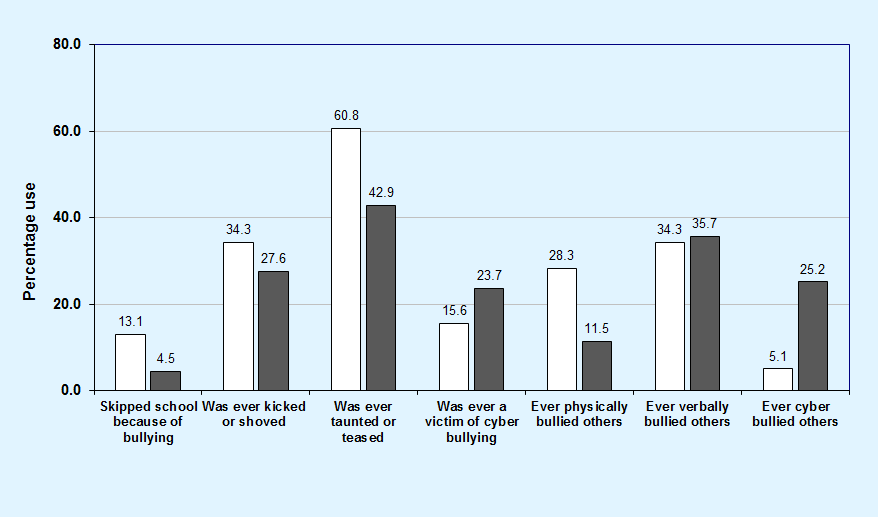 80.0
60.0
40.0
20.0
0.0
Percentage use
13.1
4.5
34.3
27.6
60.8
42.9
15.6
23.7
28.3
11.5
34.3
35.7
5.1
25.2
Skipped school
because of
bullying
Was ever kicked
or shoved
Was ever
taunted or
teased
Was ever a
victim of cyber
bullying
Ever physically
bullied others
Ever verbally
bullied others
Ever cyber
bullied others